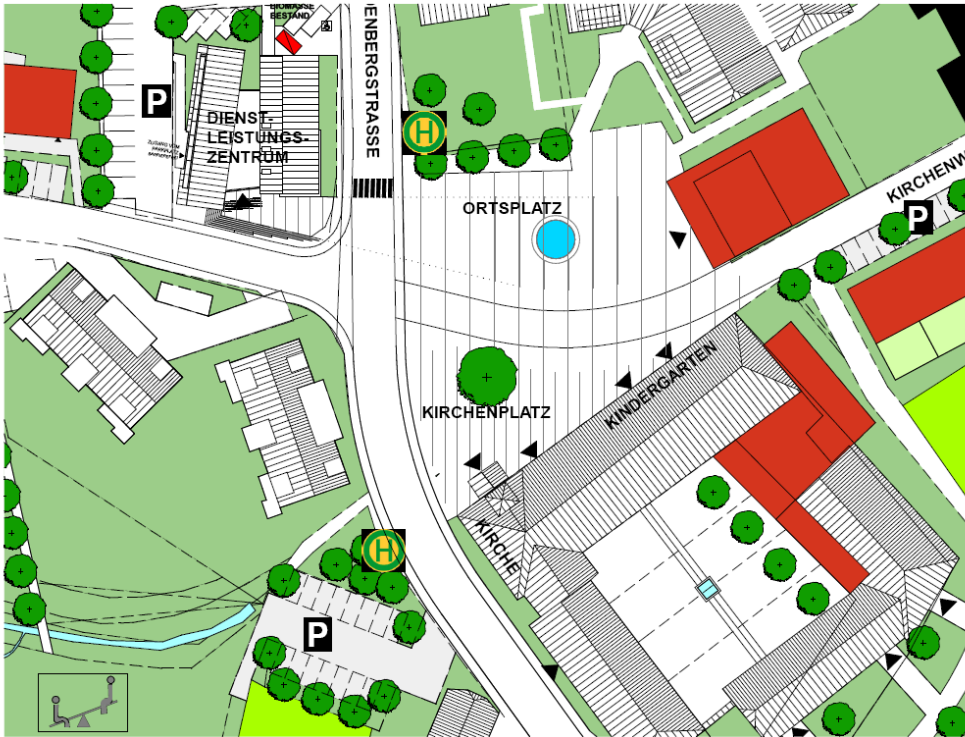 BIOMASSE
BESTAND
ENBERGSTRASSE
P
H
DIENST-
LEISTUNGS-
ZENTRUM
ORTSPLATZ
KIRCHENW
P
KIRCHENPLATZ
KINDERGARTEN
KIRCHE
H
P